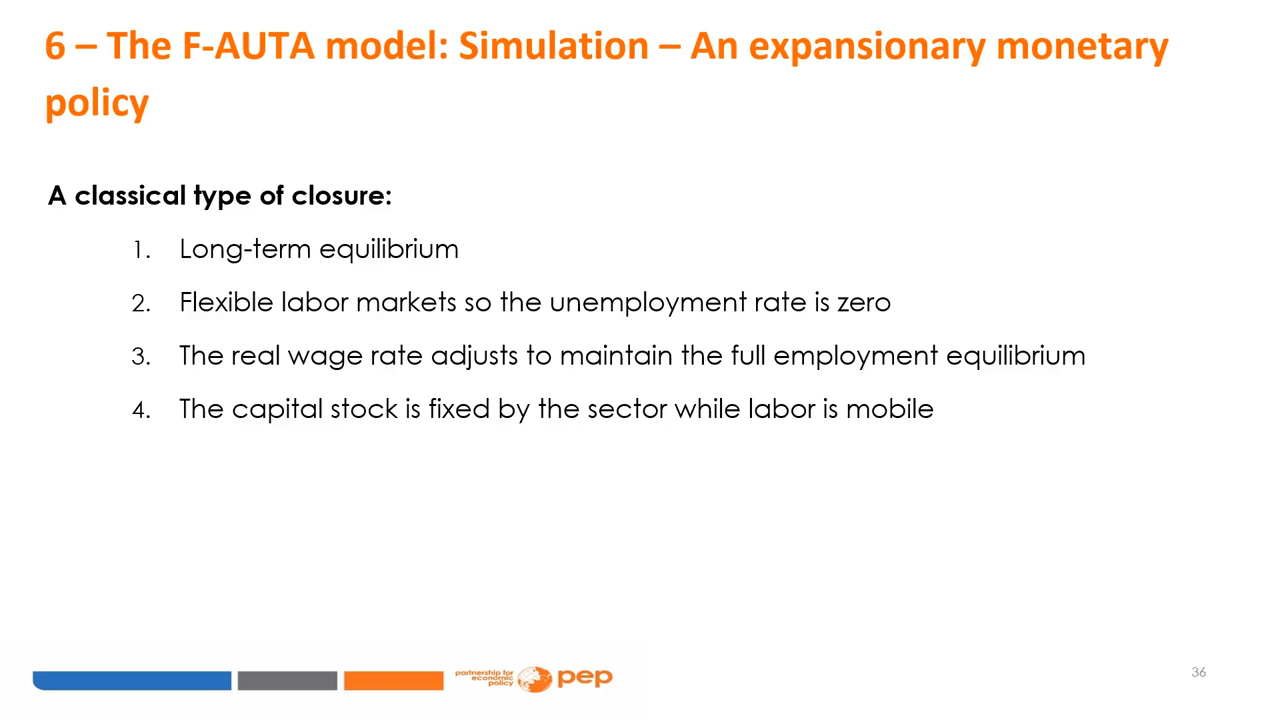 6 – The F-AUTA model: Simulation – An expansionary monetary
policy
A classical type of closure:
1. Long-term equilibrium
2. Flexible labor markets so the unemployment rate is zero
3. The real wage rate adjusts to maintain the full employment equilibrium
4. The capital stock is fixed by the sector while labor is mobile
partnership for
economic
policy
pep
36